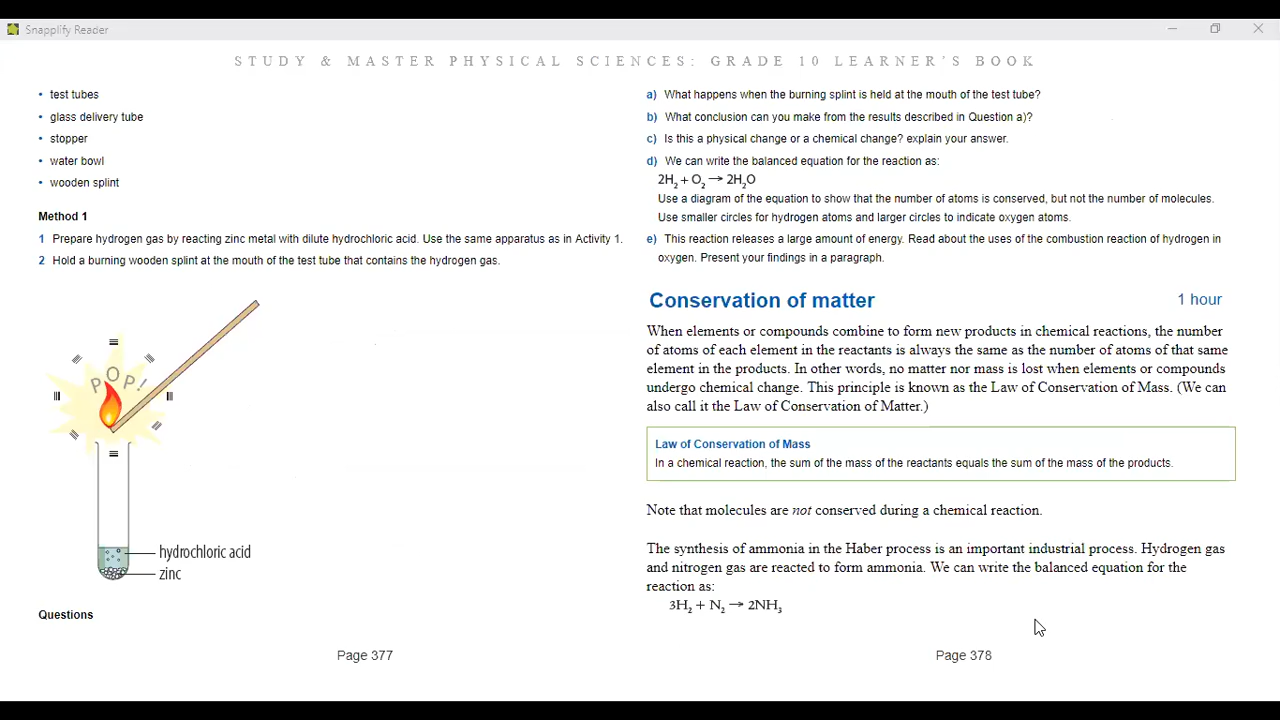 Snapplify Reader
STUDY & MASTER PHYSICAL SCIENCES: GRADE 10 LEARNER'S BOOK
• test tubes
• glass delivery tube
• stopper
• water bowl
• wooden splint
Method 1
1 Prepare hydrogen gas by reacting zinc metal with dilute hydrochloric acid. Use the same apparatus as in Activity 1.
2 Hold a burning wooden splint at the mouth of the test tube that contains the hydrogen gas.
POP!
hydrochloric acid
zinc
Questions
Page 377
a) What happens when the burning splint is held at the mouth of the test tube?
b) What conclusion can you make from the results described in Question a)?
c) Is this a physical change or a chemical change? explain your answer.
d) We can write the balanced equation for the reaction as:
2H₂ + O₂ → 2H₂O
Use a diagram of the equation to show that the number of atoms is conserved, but not the number of molecules.
Use smaller circles for hydrogen atoms and larger circles to indicate oxygen atoms.
e) This reaction releases a large amount of energy. Read about the uses of the combustion reaction of hydrogen in
oxygen. Present your findings in a paragraph.
Conservation of matter 1 hour
When elements or compounds combine to form new products in chemical reactions, the number
of atoms of each element in the reactants is always the same as the number of atoms of that same
element in the products. In other words, no matter nor mass is lost when elements or compounds
undergo chemical change. This principle is known as the Law of Conservation of Mass. (We can
also call it the Law of Conservation of Matter.)
Law of Conservation of Mass
In a chemical reaction, the sum of the mass of the reactants equals the sum of the mass of the products.
Note that molecules are not conserved during a chemical reaction.
The synthesis of ammonia in the Haber process is an important industrial process. Hydrogen gas
and nitrogen gas are reacted to form ammonia. We can write the balanced equation for the
reaction as:
3H₂ + N₂ → 2NH₃
Page 378